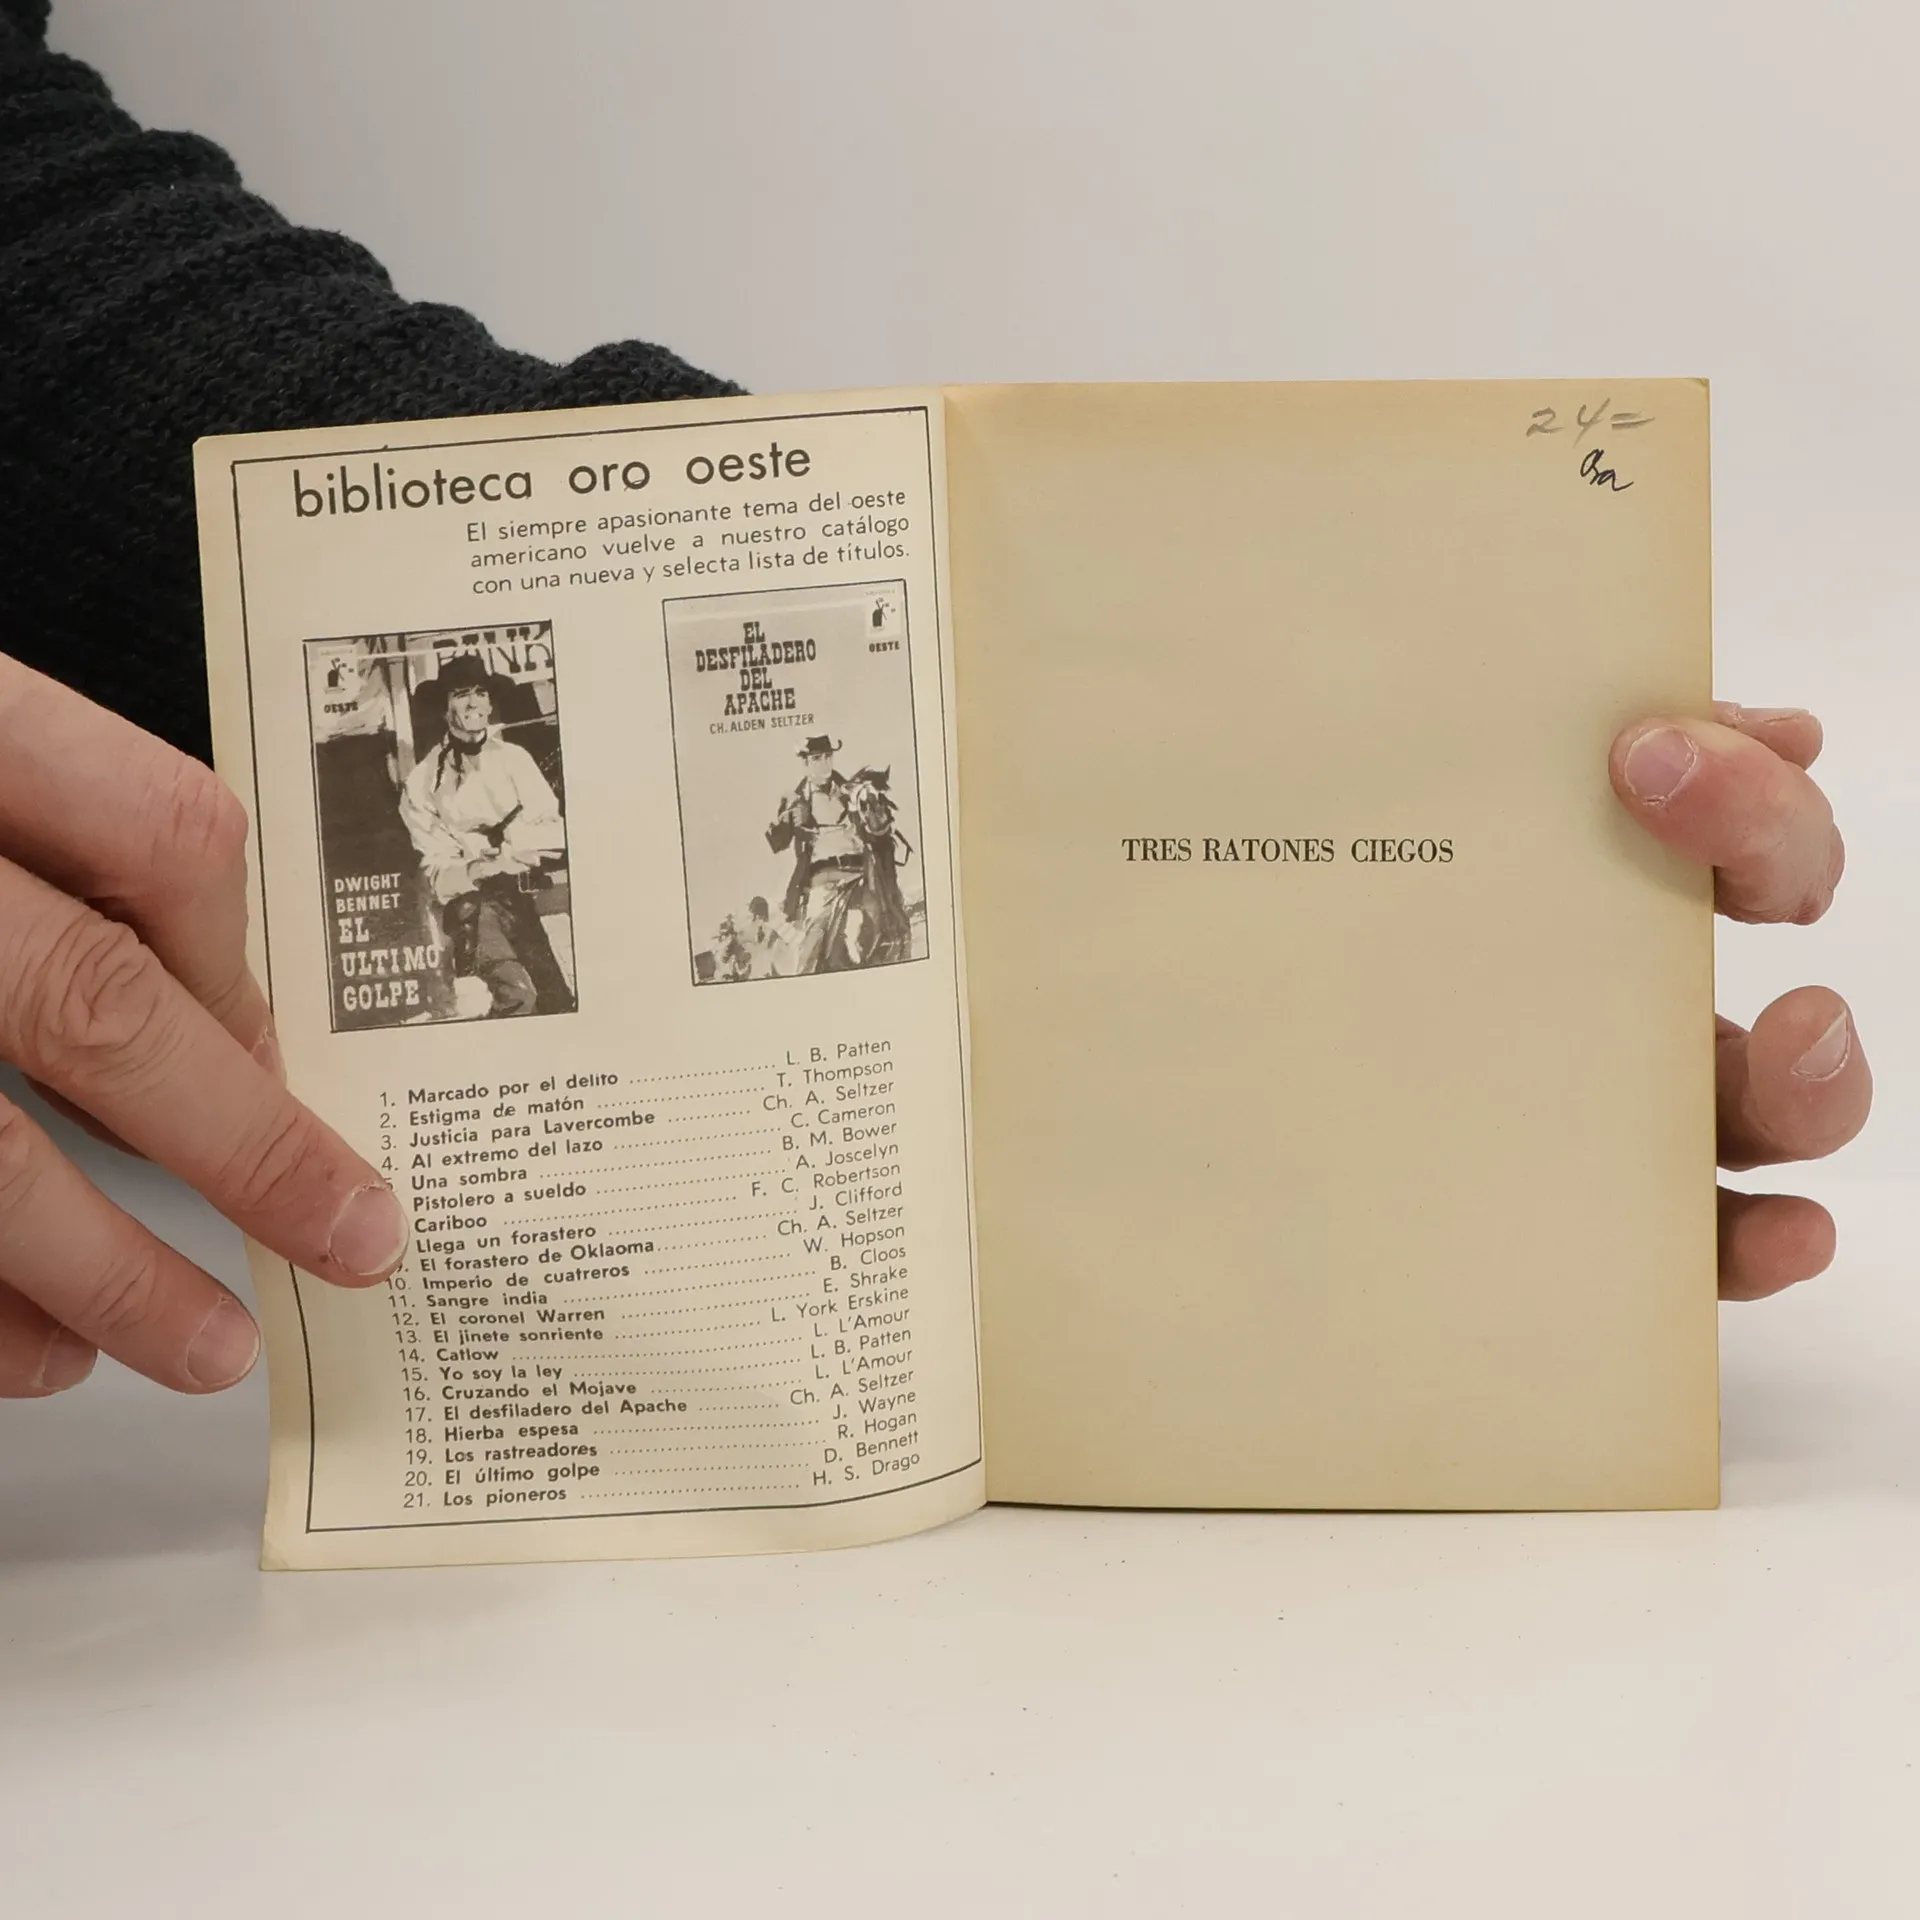 biblioteca oro oeste
El siempre apasionante tema del oeste
americano vuelve a nuestro catálogo
con una nueva y selecta lista de títulos.
BANK
OESTE
DWIGHT
BENNET
EL
ULTIMO
GOLPE
EL
DESFILADERO
DEL
APACHE
CH. ALDEN SELTZER
OESTE
1. Marcado por el delito .................... L. B. Patten
2. Estigma de matón .................... T. Thompson
3. Justicia para Lavercombe ............ Ch. A. Seltzer
4. Al extremo del lazo .................... C. Cameron
5. Una sombra .................... B. M. Bower
Pistolero a sueldo .................... A. Joscelyn
Cariboo .................... F. C. Robertson
Llega un forastero .................... J. Clifford
9. El forastero de Oklaoma ............ Ch. A. Seltzer
10. Imperio de cuatreros .................... W. Hopson
11. Sangre india .................... B. Cloos
12. El coronel Warren .................... E. Shrake
13. El jinete sonriente .................... L. York Erskine
14. Catlow .................... L. L'Amour
15. Yo soy la ley .................... L. B. Patten
16. Cruzando el Mojave .................... L. L'Amour
17. El desfiladero del Apache ............ Ch. A. Seltzer
18. Hierba espesa .................... J. Wayne
19. Los rastreadores .................... R. Hogan
20. El último golpe .................... D. Bennett
21. Los pioneros .................... H. S. Drago
24=
TRES RATONES CIEGOS